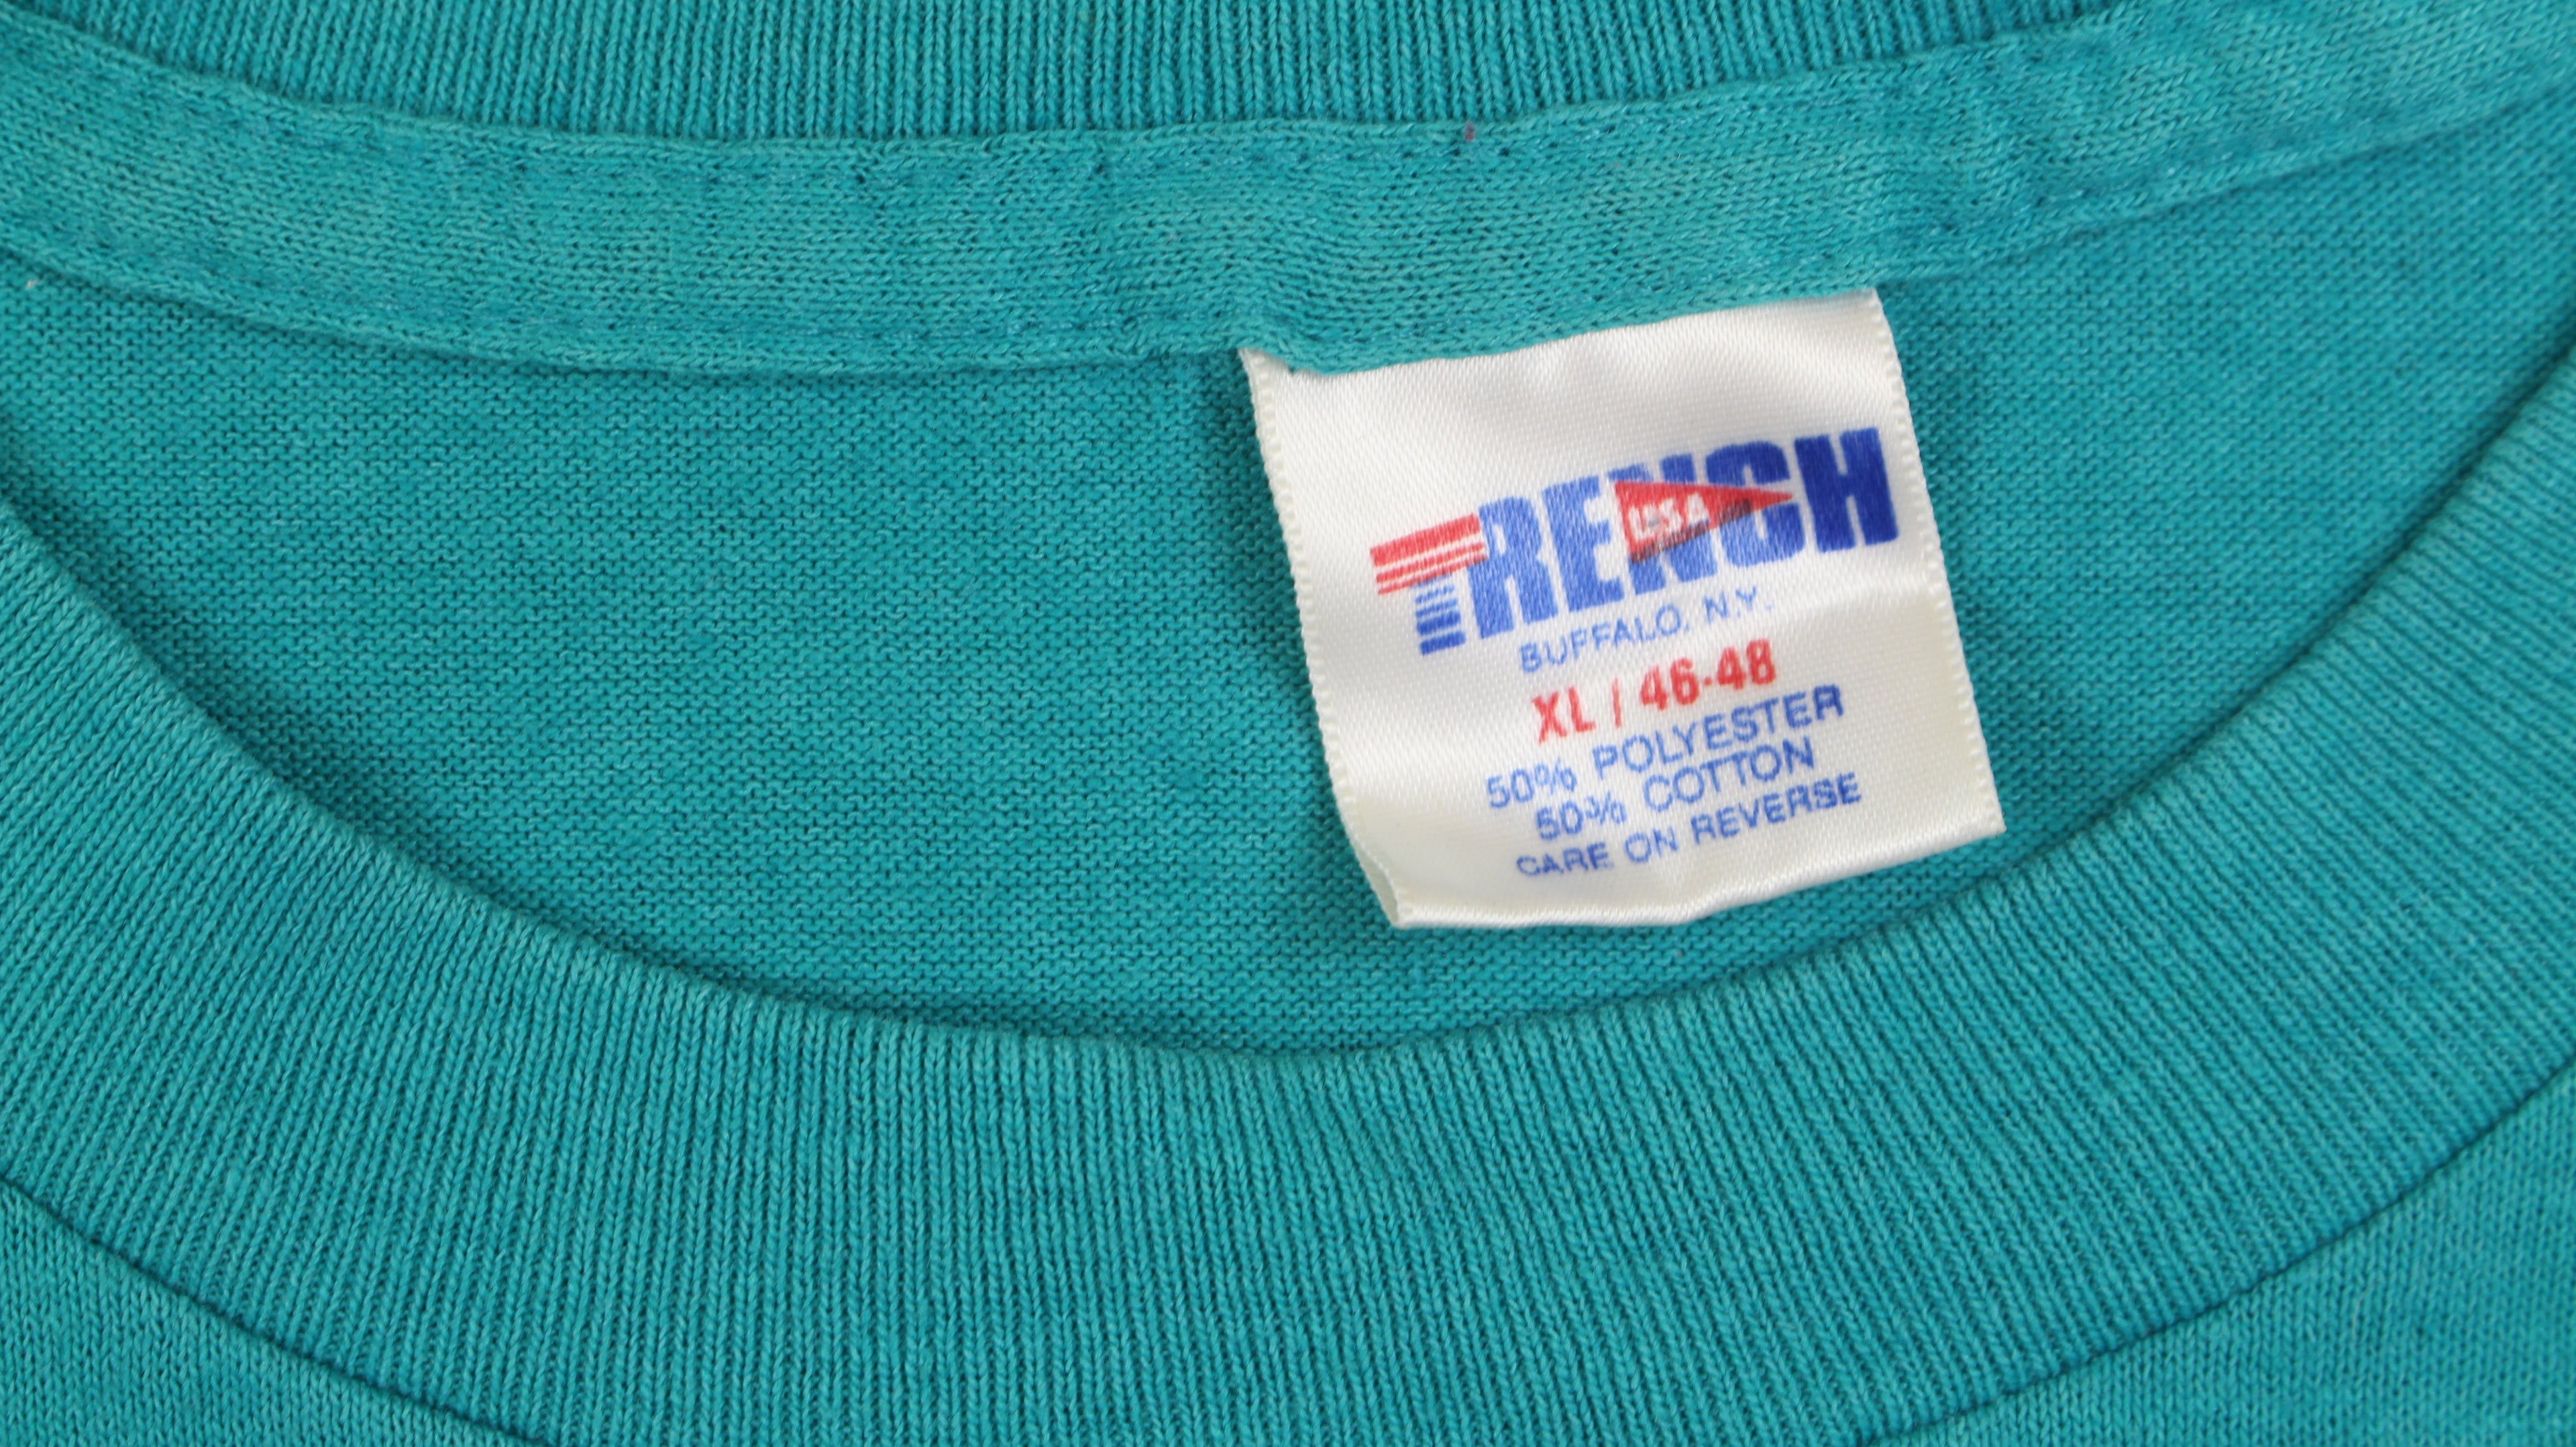 TRENCH
USA
BUFFALO, N.Y.
XL / 46-48
50% POLYESTER
50% COTTON
CARE ON REVERSE